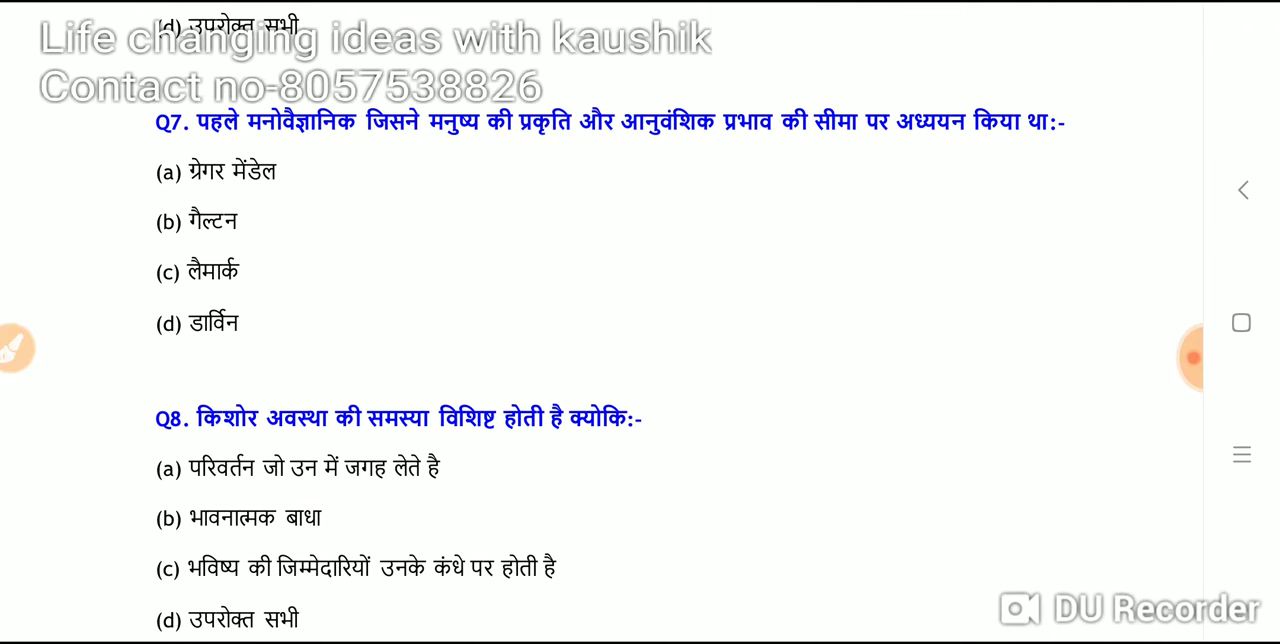 (d) उपरोक्त सभी
Life changing ideas with kaushik
Contact no-8057538826
Q7. पहले मनोवैज्ञानिक जिसने मनुष्य की प्रकृति और आनुवंशिक प्रभाव की सीमा पर अध्ययन किया था:-
(a) ग्रेगर मेंडेल
(b) गैल्टन
(c) लैमार्क
(d) डार्विन
Q8. किशोर अवस्था की समस्या विशिष्ट होती है क्योकि:-
(a) परिवर्तन जो उन में जगह लेते है
(b) भावनात्मक बाधा
(c) भविष्य की जिम्मेदारियों उनके कंधे पर होती है
(d) उपरोक्त सभी
DU Recorder